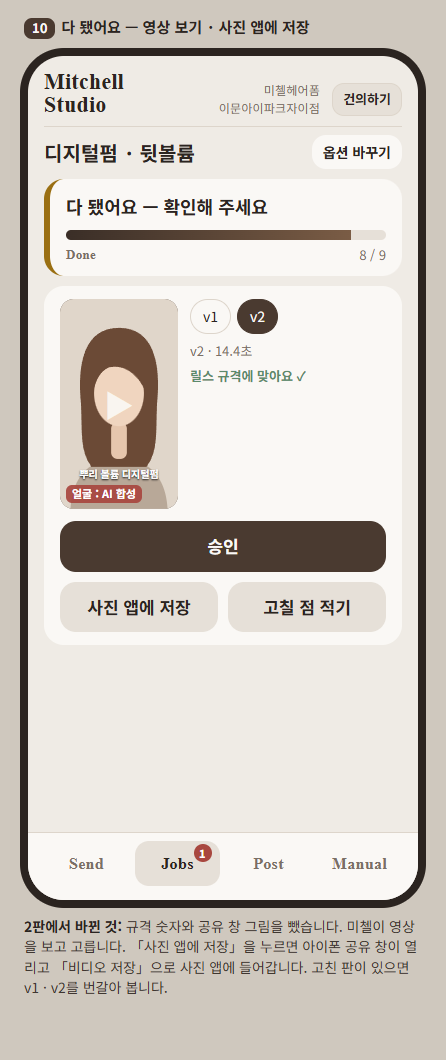 10 다 됐어요 — 영상 보기 · 사진 앱에 저장
Mitchell
Studio
미첼헤어폼
이문아이파크자이점
건의하기
디지털펌 · 뒷볼륨
옵션 바꾸기
다 됐어요 — 확인해 주세요
Done
8 / 9
v1
v2
v2 · 14.4초
릴스 규격에 맞아요 ✓
뿌리 볼륨 디지털펌
얼굴 : AI 합성
승인
사진 앱에 저장
고칠 점 적기
Send
Jobs
1
Post
Manual
2판에서 바뀐 것: 규격 숫자와 공유 창 그림을 뺐습니다. 미첼이 영상
을 보고 고릅니다. 「사진 앱에 저장」을 누르면 아이폰 공유 창이 열
리고 「비디오 저장」으로 사진 앱에 들어갑니다. 고친 판이 있으면
v1 · v2를 번갈아 봅니다.